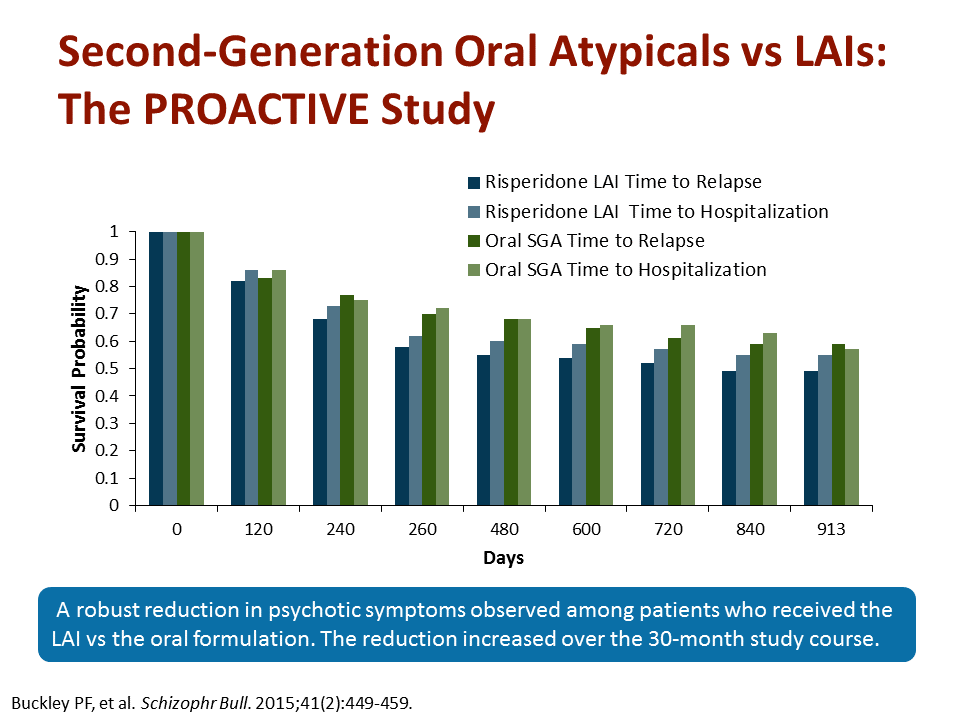 Second-Generation Oral Atypicals vs LAIs:
The PROACTIVE Study
Risperidone LAI Time to Relapse
Risperidone LAI  Time to Hospitalization
Oral SGA Time to Relapse
Oral SGA Time to Hospitalization
Survival Probability
1
0.9
0.8
0.7
0.6
0.5
0.4
0.3
0.2
0.1
0
0 120 240 260 480 600 720 840 913
Days
A robust reduction in psychotic symptoms observed among patients who received the
LAI vs the oral formulation. The reduction increased over the 30-month study course.
Buckley PF, et al. Schizophr Bull. 2015;41(2):449-459.